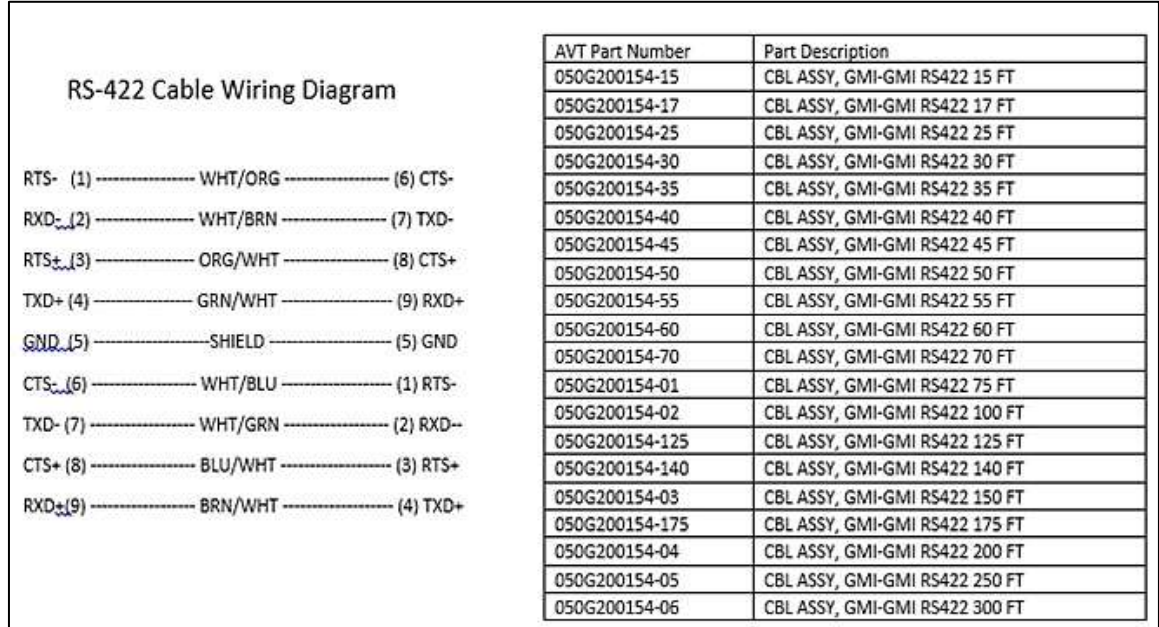 RS-422 Cable Wiring Diagram
RTS- (1) ------------------ WHT/ORG ------------------- (6) CTS-
RXD- (2) ------------------ WHT/BRN ------------------- (7) TXD-
RTS+ (3) ------------------ ORG/WHT ------------------- (8) CTS+
TXD+ (4) ------------------ GRN/WHT -------------------- (9) RXD+
GND (5) ---------------------SHIELD ---------------------- (5) GND
CTS- (6) ------------------- WHT/BLU -------------------- (1) RTS-
TXD- (7) ------------------- WHT/GRN -------------------- (2) RXD--
CTS+ (8) ------------------- BLU/WHT -------------------- (3) RTS+
RXD+(9) ------------------- BRN/WHT -------------------- (4) TXD+
AVT Part Number Part Description
050G200154-15 CBL ASSY, GMI-GMI RS422 15 FT
050G200154-17 CBL ASSY, GMI-GMI RS422 17 FT
050G200154-25 CBL ASSY, GMI-GMI RS422 25 FT
050G200154-30 CBL ASSY, GMI-GMI RS422 30 FT
050G200154-35 CBL ASSY, GMI-GMI RS422 35 FT
050G200154-40 CBL ASSY, GMI-GMI RS422 40 FT
050G200154-45 CBL ASSY, GMI-GMI RS422 45 FT
050G200154-50 CBL ASSY, GMI-GMI RS422 50 FT
050G200154-55 CBL ASSY, GMI-GMI RS422 55 FT
050G200154-60 CBL ASSY, GMI-GMI RS422 60 FT
050G200154-70 CBL ASSY, GMI-GMI RS422 70 FT
050G200154-01 CBL ASSY, GMI-GMI RS422 75 FT
050G200154-02 CBL ASSY, GMI-GMI RS422 100 FT
050G200154-125 CBL ASSY, GMI-GMI RS422 125 FT
050G200154-140 CBL ASSY, GMI-GMI RS422 140 FT
050G200154-03 CBL ASSY, GMI-GMI RS422 150 FT
050G200154-175 CBL ASSY, GMI-GMI RS422 175 FT
050G200154-04 CBL ASSY, GMI-GMI RS422 200 FT
050G200154-05 CBL ASSY, GMI-GMI RS422 250 FT
050G200154-06 CBL ASSY, GMI-GMI RS422 300 FT